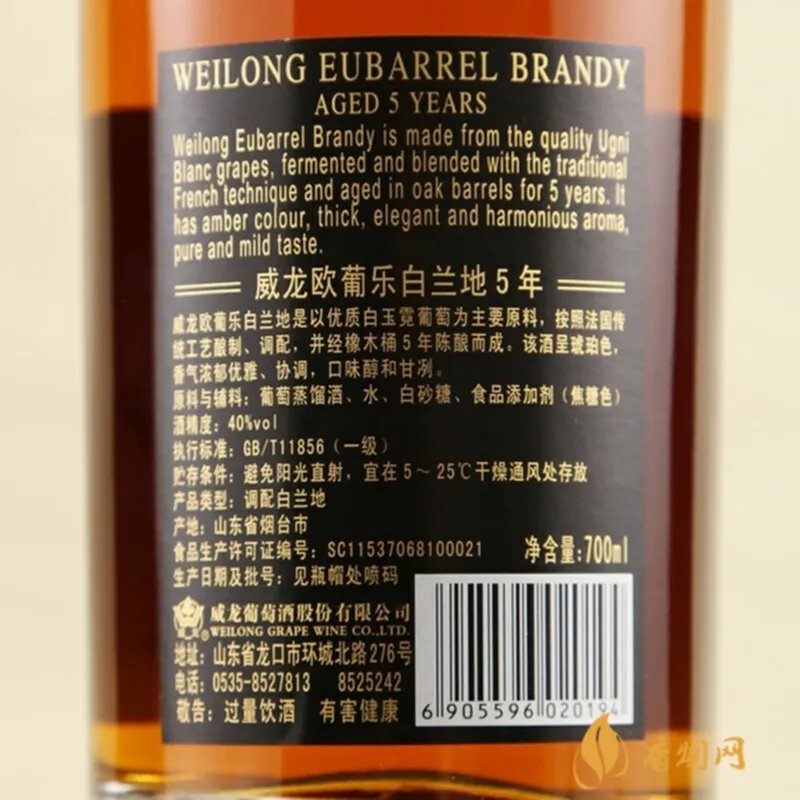 WEILONG EUBARREL BRANDY
AGED 5 YEARS
Weilong Eubarrel Brandy is made from the quality Ugni
Blanc grapes, fermented and blended with the traditional
French technique and aged in oak barrels for 5 years. It
has amber colour, thick, elegant and harmonious aroma,
pure and mild taste.
威龙欧葡乐白兰地5年
威龙欧葡乐白兰地是以优质白玉霓葡萄为主要原料，按照法国传
统工艺酿制、调配，并经橡木桶5年陈酿而成。该酒呈琥珀色，
香气浓郁优雅、协调，口味醇和甘冽。
原料与辅料：葡萄蒸馏酒、水、白砂糖、食品添加剂（焦糖色）
酒精度：40%vol
执行标准：GB/T11856（一级）
贮存条件：避免阳光直射，宜在5～25℃干燥通风处存放
产品类型：调配白兰地
产地：山东省烟台市
食品生产许可证编号：SC11537068100021
净含量:700ml
生产日期及批号：见瓶帽处喷码
威龙葡萄酒股份有限公司
WEILONG GRAPE WINE CO.,LTD.
地址：山东省龙口市环城北路276号
电话：0535-8527813 8525242
敬告：过量饮酒 有害健康
6 905596 020194
香烟网